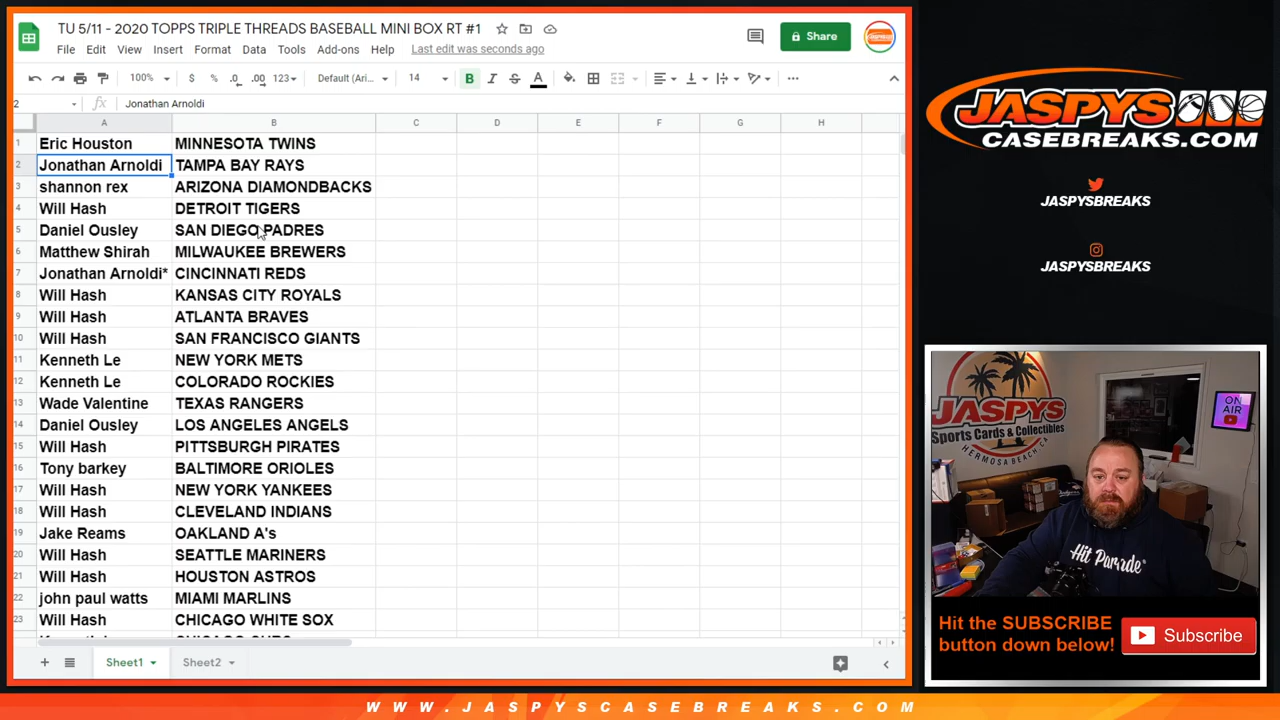 TU 5/11 - 2020 TOPPS TRIPLE THREADS BASEBALL MINI BOX RT #1
File Edit View Insert Format Data Tools Add-ons Help Last edit was seconds ago
Share
100% $ % .0 .00 123 Default (Ari... 14 B I S A
2 fx Jonathan Arnoldi
A B C D E F G H
1 Eric Houston MINNESOTA TWINS
2 Jonathan Arnoldi TAMPA BAY RAYS
3 shannon rex ARIZONA DIAMONDBACKS
4 Will Hash DETROIT TIGERS
5 Daniel Ousley SAN DIEGO PADRES
6 Matthew Shirah MILWAUKEE BREWERS
7 Jonathan Arnoldi* CINCINNATI REDS
8 Will Hash KANSAS CITY ROYALS
9 Will Hash ATLANTA BRAVES
10 Will Hash SAN FRANCISCO GIANTS
11 Kenneth Le NEW YORK METS
12 Kenneth Le COLORADO ROCKIES
13 Wade Valentine TEXAS RANGERS
14 Daniel Ousley LOS ANGELES ANGELS
15 Will Hash PITTSBURGH PIRATES
16 Tony barkey BALTIMORE ORIOLES
17 Will Hash NEW YORK YANKEES
18 Will Hash CLEVELAND INDIANS
19 Jake Reams OAKLAND A's
20 Will Hash SEATTLE MARINERS
21 Will Hash HOUSTON ASTROS
22 john paul watts MIAMI MARLINS
23 Will Hash CHICAGO WHITE SOX
Sheet1 Sheet2
JASPYS
CASEBREAKS.COM
JASPYSBREAKS
JASPYSBREAKS
JASPYS
Sports Cards & Collectibles
HERMOSA BEACH, CA
ON
AIR
Hit Parade
Hit the SUBSCRIBE
button down below!
Subscribe
WWW.JASPYSCASEBREAKS.COM